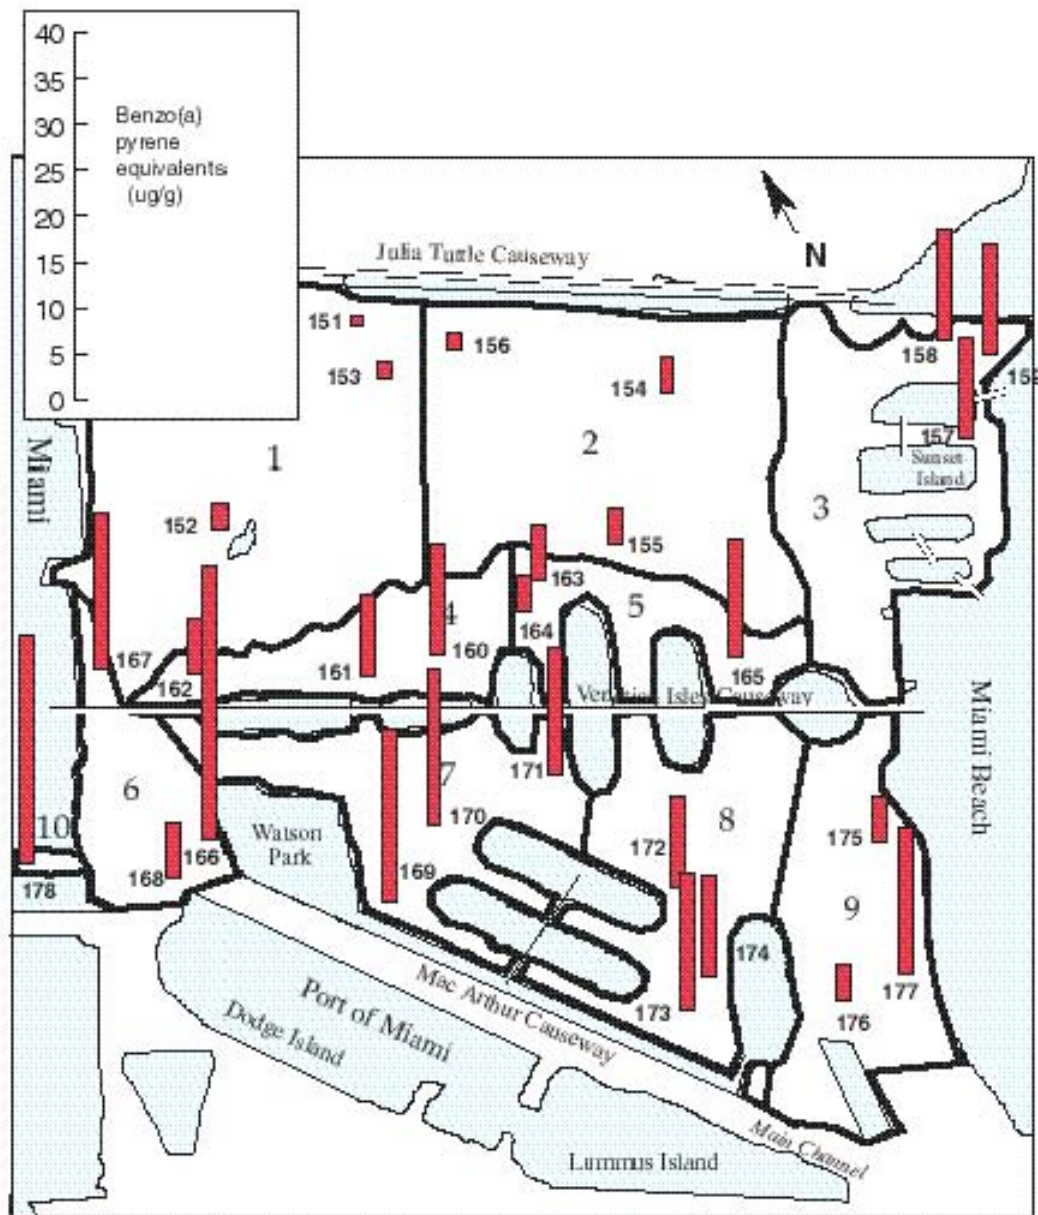 40
35
30
25
20
15
10
5
0
Benzo(a)
pyrene
equivalents
(ug/g)
Julia Tuttle Causeway
N
151
156
158
153
154
159
1
2
157
Miami
Sunset
Island
3
152
155
163
4
5
164
167
160
162
161
165
Venetian Isles Causeway
171
7
6
Miami Beach
10
Watson
Park
170
8
166
172
175
168
169
178
9
174
Mac Arthur Causeway
Port of Miami
173
177
176
Dodge Island
Main Channel
Lummus Island